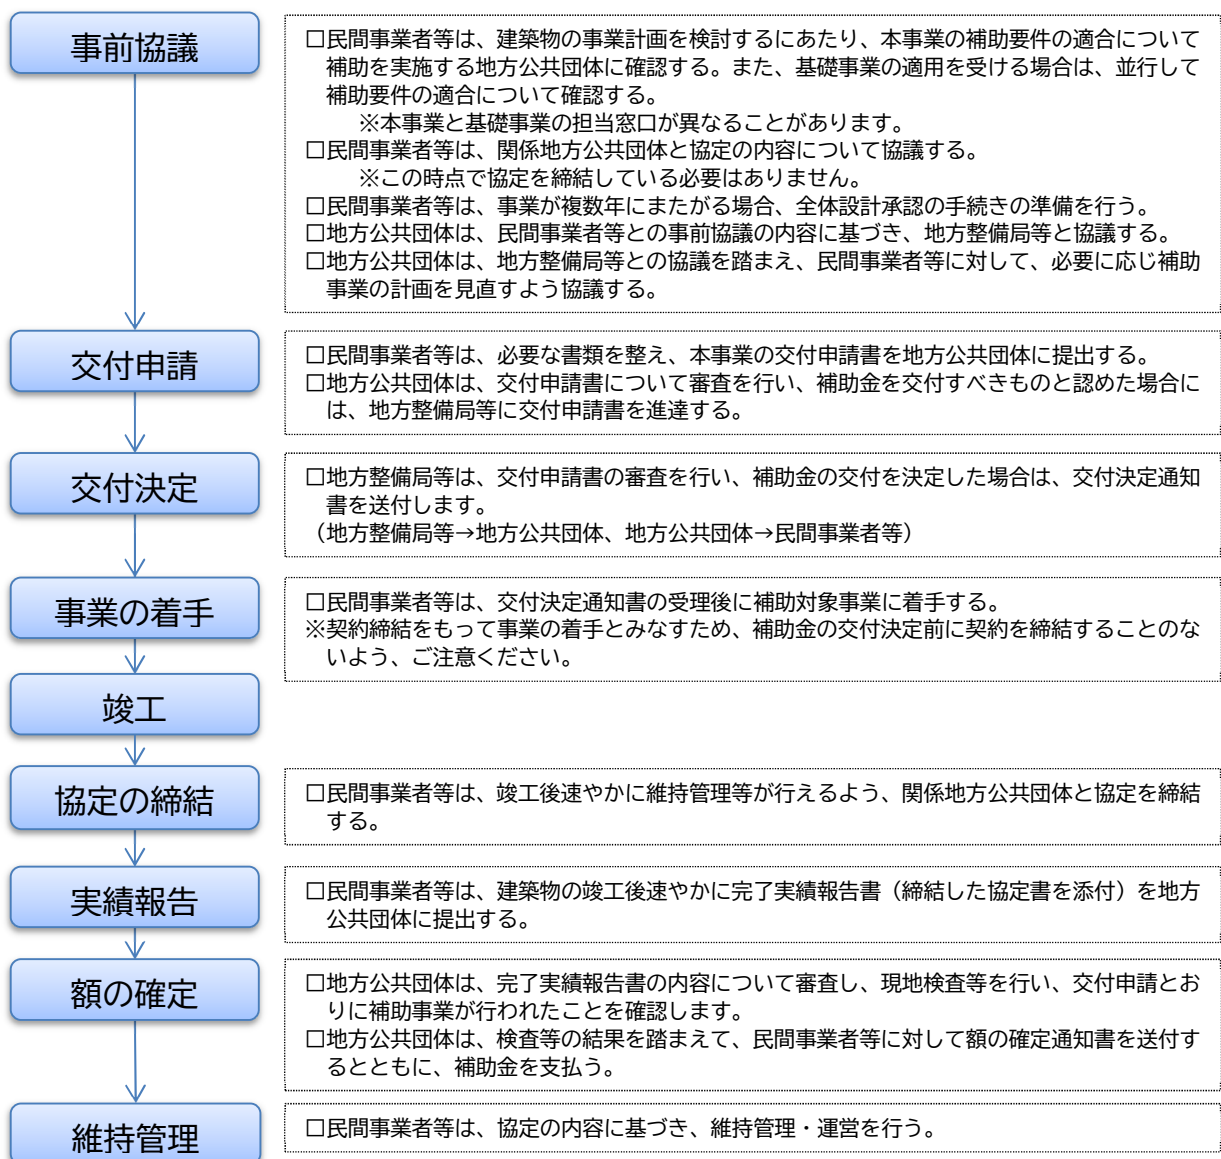 事前協議
□民間事業者等は、建築物の事業計画を検討するにあたり、本事業の補助要件の適合について
補助を実施する地方公共団体に確認する。また、基礎事業の適用を受ける場合は、並行して
補助要件の適合について確認する。
※本事業と基礎事業の担当窓口が異なることがあります。
□民間事業者等は、関係地方公共団体と協定の内容について協議する。
※この時点で協定を締結している必要はありません。
□民間事業者等は、事業が複数年にまたがる場合、全体設計承認の手続きの準備を行う。
□地方公共団体は、民間事業者等との事前協議の内容に基づき、地方整備局等と協議する。
□地方公共団体は、地方整備局等との協議を踏まえ、民間事業者等に対して、必要に応じ補助
事業の計画を見直すよう協議する。
交付申請
□民間事業者等は、必要な書類を整え、本事業の交付申請書を地方公共団体に提出する。
□地方公共団体は、交付申請書について審査を行い、補助金を交付すべきものと認めた場合に
は、地方整備局等に交付申請書を進達する。
交付決定
□地方整備局等は、交付申請書の審査を行い、補助金の交付を決定した場合は、交付決定通知
書を送付します。
（地方整備局等→地方公共団体、地方公共団体→民間事業者等）
事業の着手
□民間事業者等は、交付決定通知書の受理後に補助対象事業に着手する。
※契約締結をもって事業の着手とみなすため、補助金の交付決定前に契約を締結することのな
いよう、ご注意ください。
竣工
協定の締結
□民間事業者等は、竣工後速やかに維持管理等が行えるよう、関係地方公共団体と協定を締結
する。
実績報告
□民間事業者等は、建築物の竣工後速やかに完了実績報告書（締結した協定書を添付）を地方
公共団体に提出する。
額の確定
□地方公共団体は、完了実績報告書の内容について審査し、現地検査等を行い、交付申請とお
りに補助事業が行われたことを確認します。
□地方公共団体は、検査等の結果を踏まえて、民間事業者等に対して額の確定通知書を送付す
るとともに、補助金を支払う。
維持管理
□民間事業者等は、協定の内容に基づき、維持管理・運営を行う。